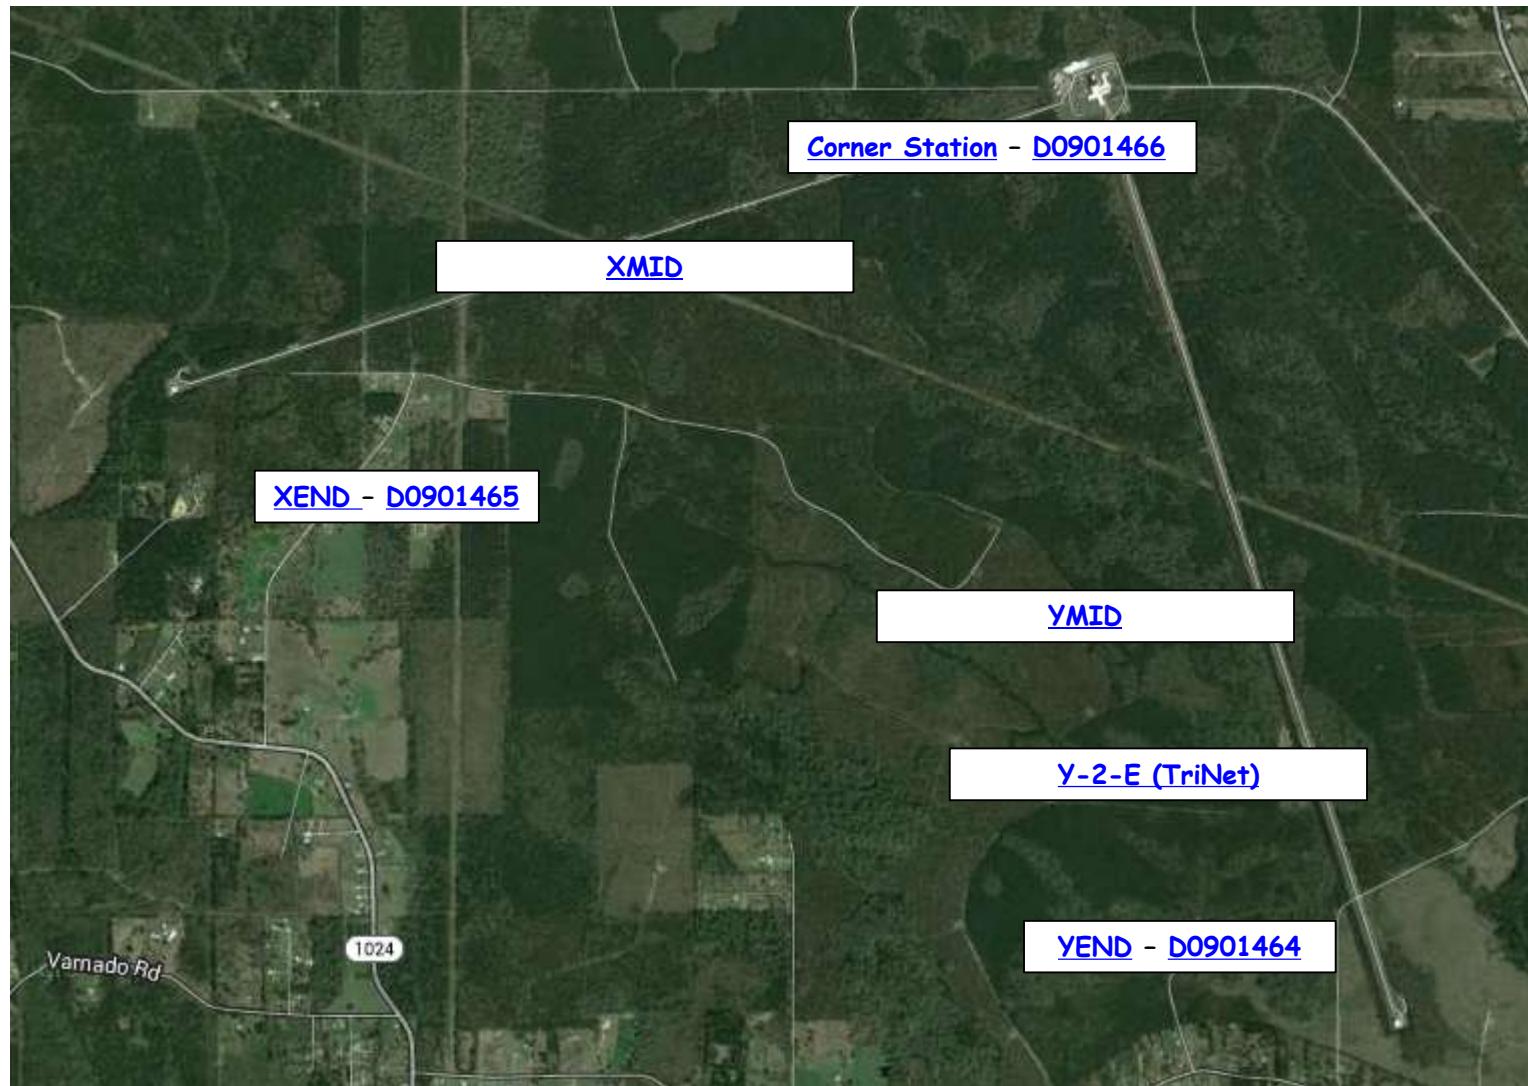 Corner Station – D0901466
XMID
XEND – D0901465
YMID
Y-2-E (TriNet)
YEND – D0901464
1024
Varnado Rd